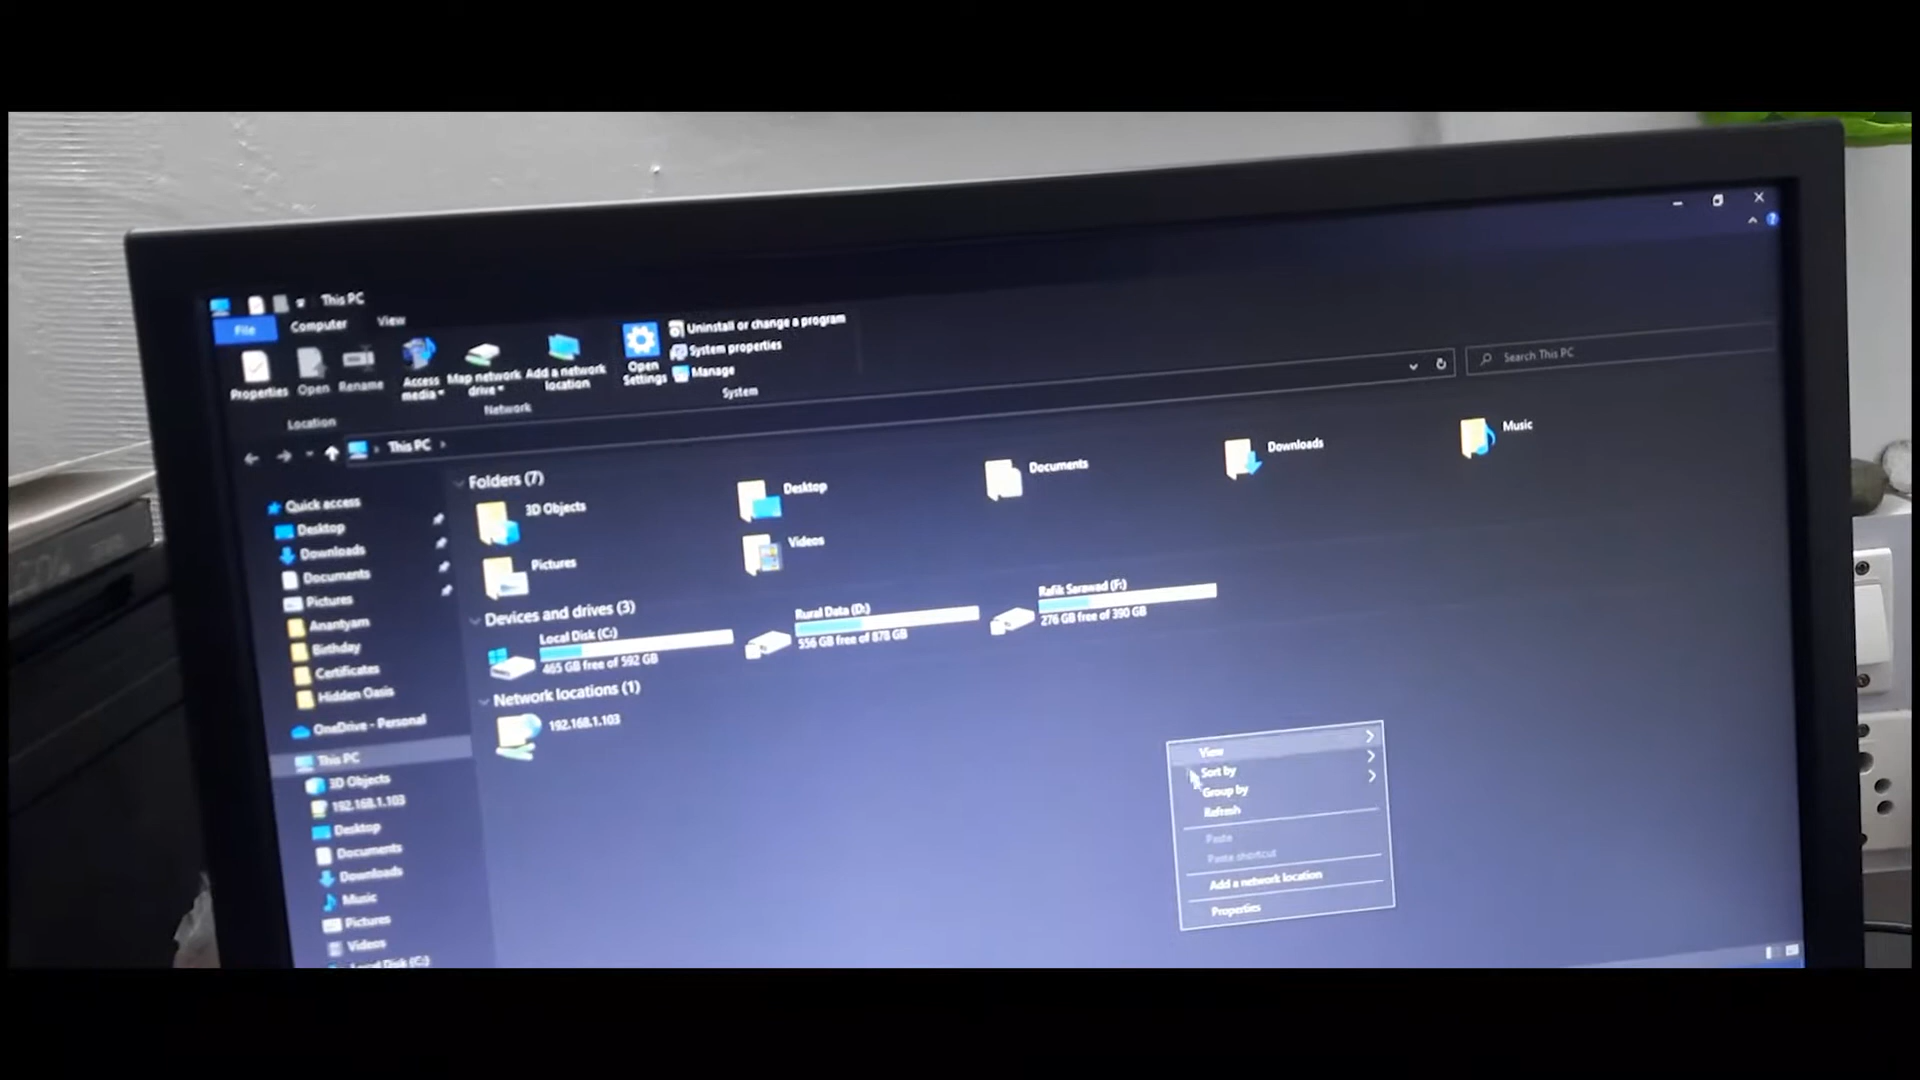 This PC
File
Computer
View
Properties
Open
Rename
Access media
Map network drive
Add a network location
Open Settings
Uninstall or change a program
System properties
Manage
Location
Network
System
This PC
Search This PC
Quick access
Desktop
Downloads
Documents
Pictures
Anantyam
Birthday
Certificates
Hidden Oasis
OneDrive - Personal
This PC
3D Objects
192.168.1.103
Desktop
Documents
Downloads
Music
Pictures
Videos
Local Disk (C:)
Folders (7)
3D Objects
Desktop
Documents
Downloads
Music
Pictures
Videos
Devices and drives (3)
Local Disk (C:)
465 GB free of 592 GB
Rural Data (D:)
556 GB free of 878 GB
Rafik Sarawad (F:)
276 GB free of 390 GB
Network locations (1)
192.168.1.103
View
Sort by
Group by
Refresh
Paste
Paste shortcut
Add a network location
Properties